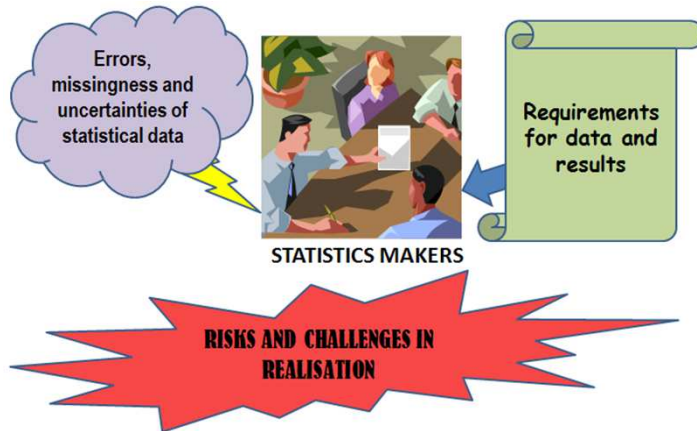 Errors,
missingness and
uncertainties of
statistical data
Requirements
for data and
results
STATISTICS MAKERS
RISKS AND CHALLENGES IN
REALISATION